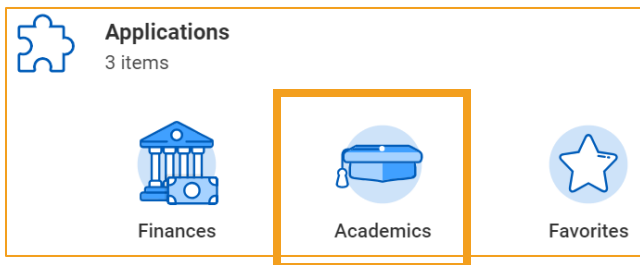 Applications
3 items
Finances
Academics
Favorites